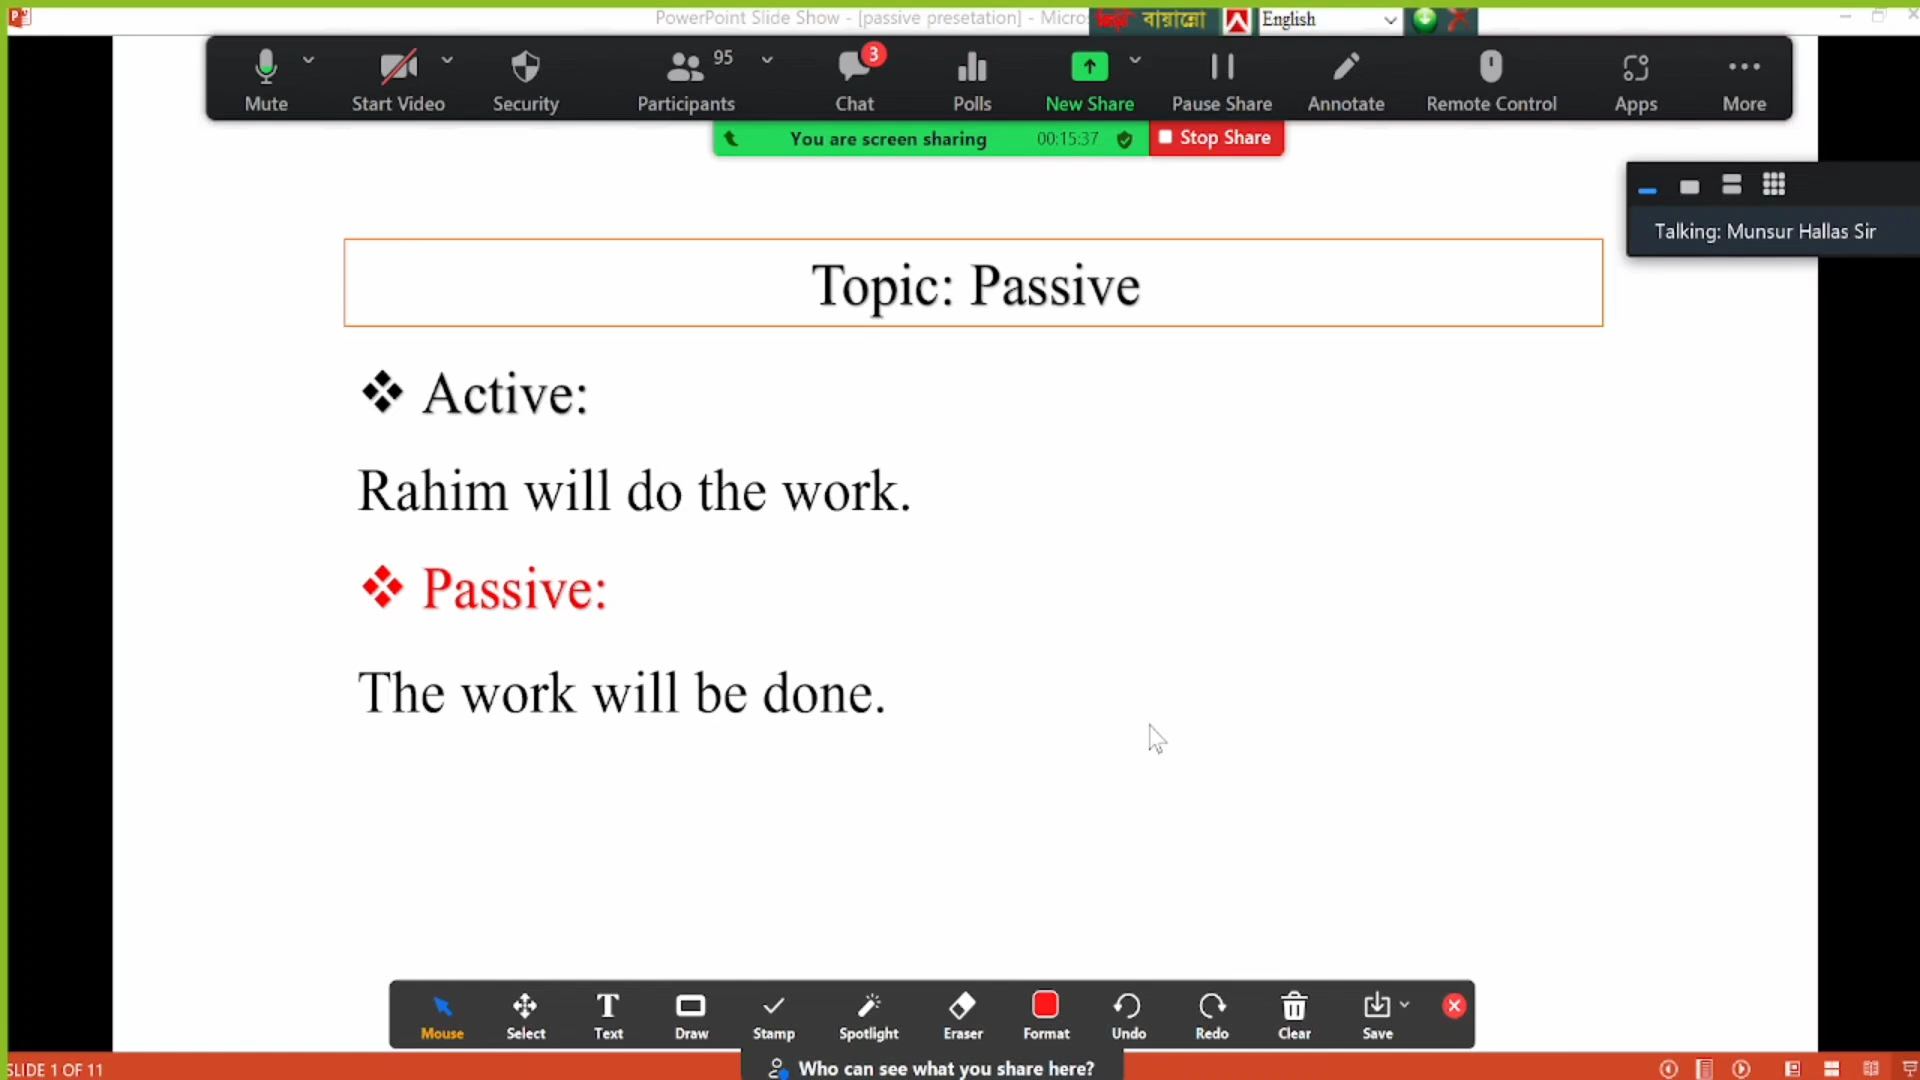 PowerPoint Slide Show - [passive presetation] - Micros
বায়ান্নো
English
Mute
Start Video
Security
95
Participants
3
Chat
Polls
New Share
Pause Share
Annotate
Remote Control
Apps
More
You are screen sharing
00:15:37
Stop Share
Talking: Munsur Hallas Sir
Topic: Passive
❖ Active:
Rahim will do the work.
❖ Passive:
The work will be done.
Mouse
Select
Text
Draw
Stamp
Spotlight
Eraser
Format
Undo
Redo
Clear
Save
Who can see what you share here?
SLIDE 1 OF 11